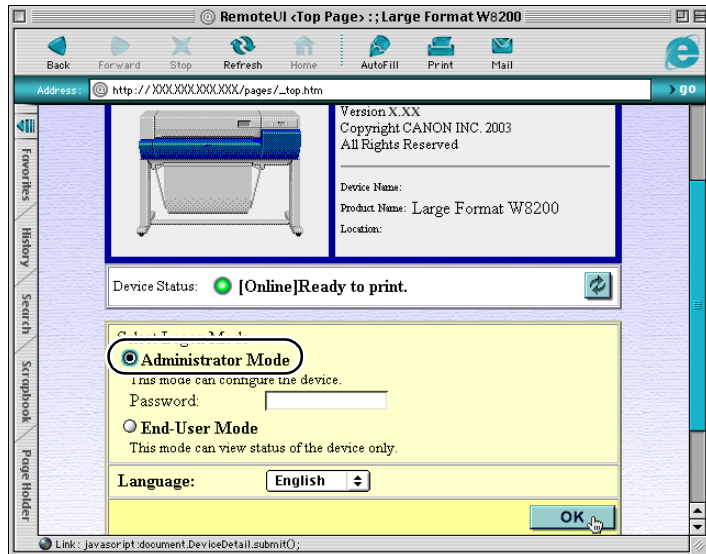 RemoteUI <Top Page> : ; Large Format W8200
Back Forward Stop Refresh Home AutoFill Print Mail
Address: http://XXX.XXX.XXX.XXX/pages/_top.htm go
Favorites
History
Search
Scrapbook
Page Holder
Version X.XX
Copyright CANON INC. 2003
All Rights Reserved
Device Name:
Product Name: Large Format W8200
Location:
Device Status: [Online]Ready to print.
Select Logon Mode
Administrator Mode
This mode can configure the device.
Password:
End-User Mode
This mode can view status of the device only.
Language: English
OK
Link: javascript:document.DeviceDetail.submit();